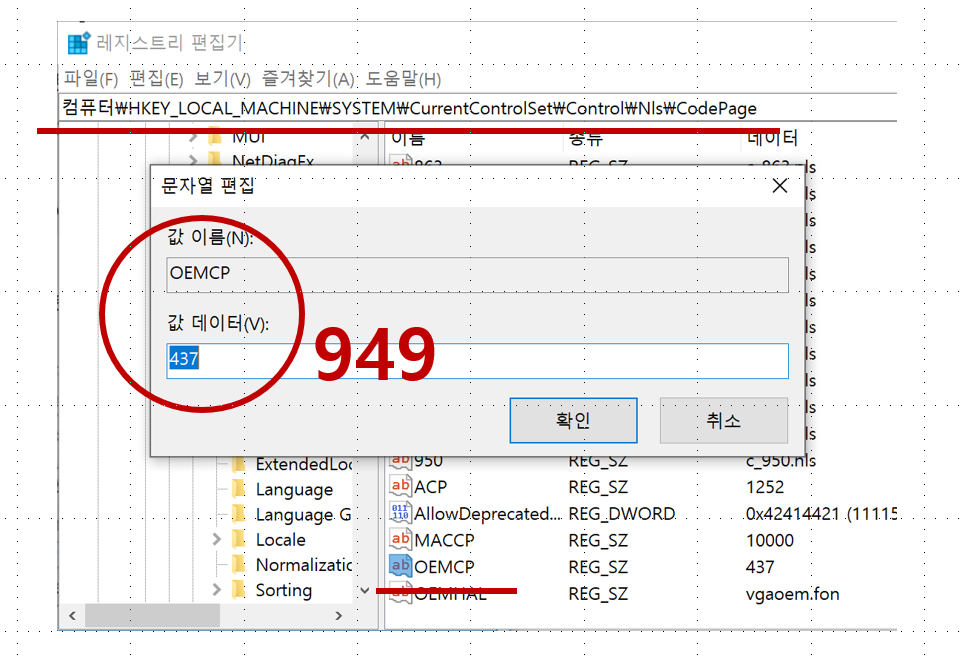 레지스트리 편집기
파일(F) 편집(E) 보기(V) 즐겨찾기(A) 도움말(H)
컴퓨터₩HKEY_LOCAL_MACHINE₩SYSTEM₩CurrentControlSet₩Control₩Nls₩CodePage
MUI 이름 종류 데이터
NetDiagFx 863 REG_SZ c_863.nls
문자열 편집
값 이름(N):
OEMCP
값 데이터(V):
437
949
확인 취소
950 REG_SZ c_950.nls
ExtendedLoc
Language ACP REG_SZ 1252
Language G AllowDeprecated... REG_DWORD 0x42414421 (11115
Locale MACCP REG_SZ 10000
Normalizatic OEMCP REG_SZ 437
Sorting OEMHAL REG_SZ vgaoem.fon